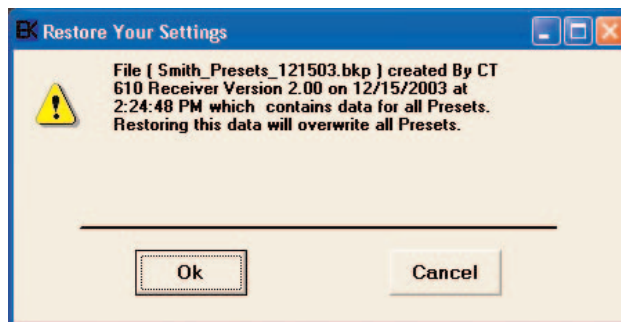 EK Restore Your Settings
File ( Smith_Presets_121503.bkp ) created By CT
610 Receiver Version 2.00 on 12/15/2003 at
2:24:48 PM which contains data for all Presets.
Restoring this data will overwrite all Presets.
Ok
Cancel